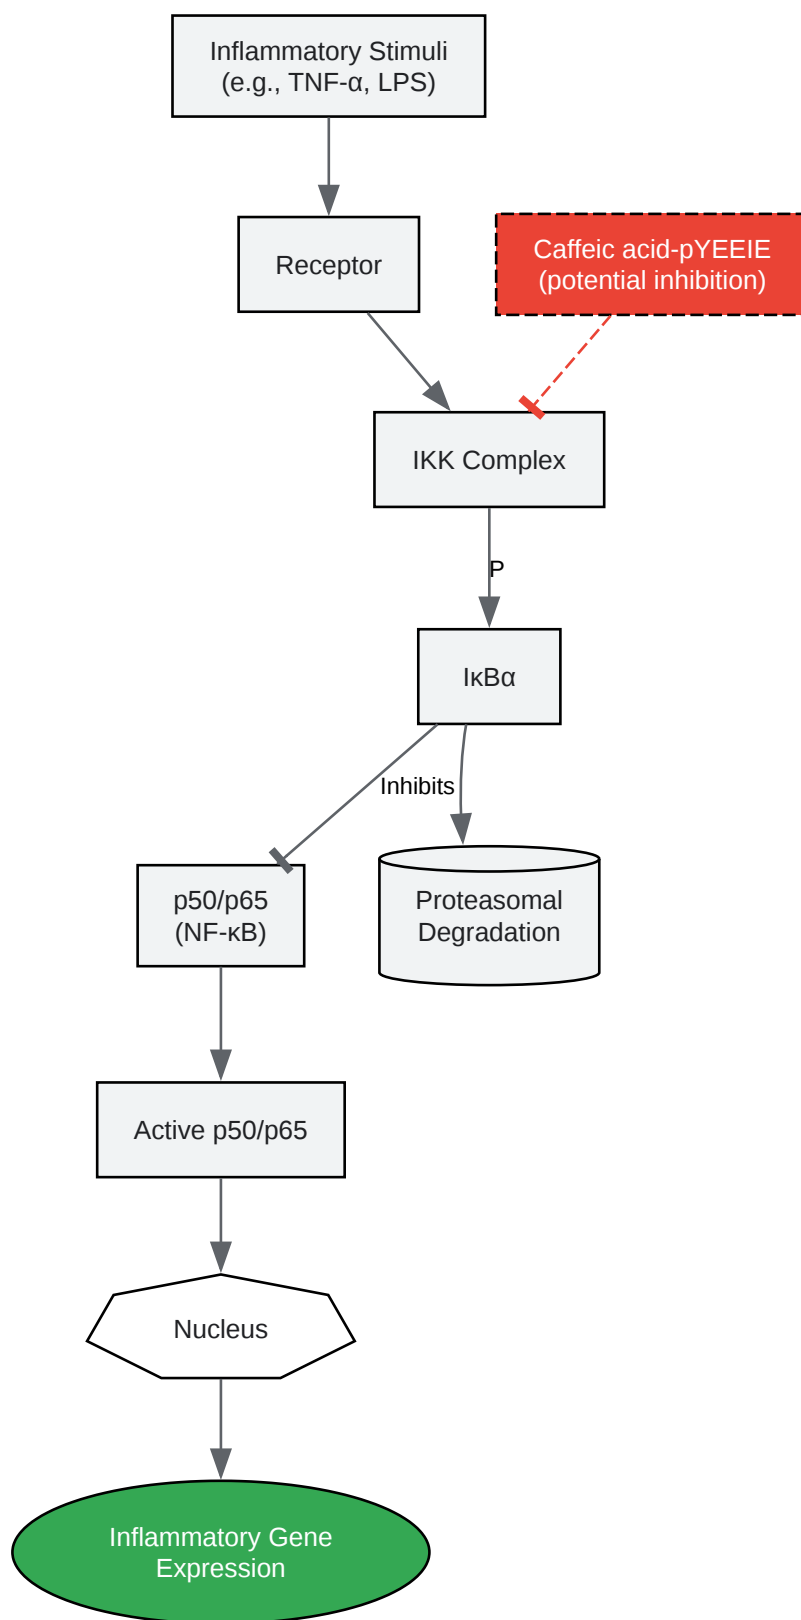 Inflammatory Stimuli
(e.g., TNF-α, LPS)
Receptor
Caffeic acid-pYEEIE
(potential inhibition)
IKK Complex
P
IκBα
Inhibits
p50/p65
(NF-κB)
Proteasomal
Degradation
Active p50/p65
Nucleus
Inflammatory Gene
Expression